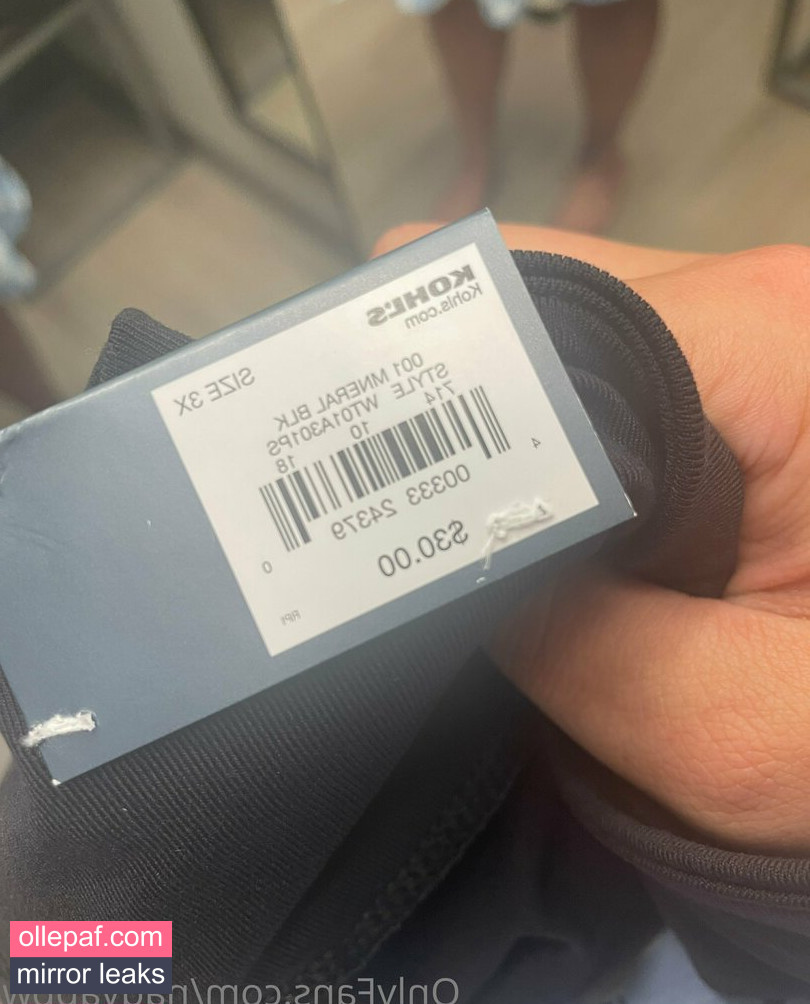 KOHL'S
Kohls.com
SIZE 3X
001 MNERAL BLK
STYLE W701A301PS
714 10 18
4 00333 24379 0
$30.00
RPI
ollepaf.com
mirror leaks